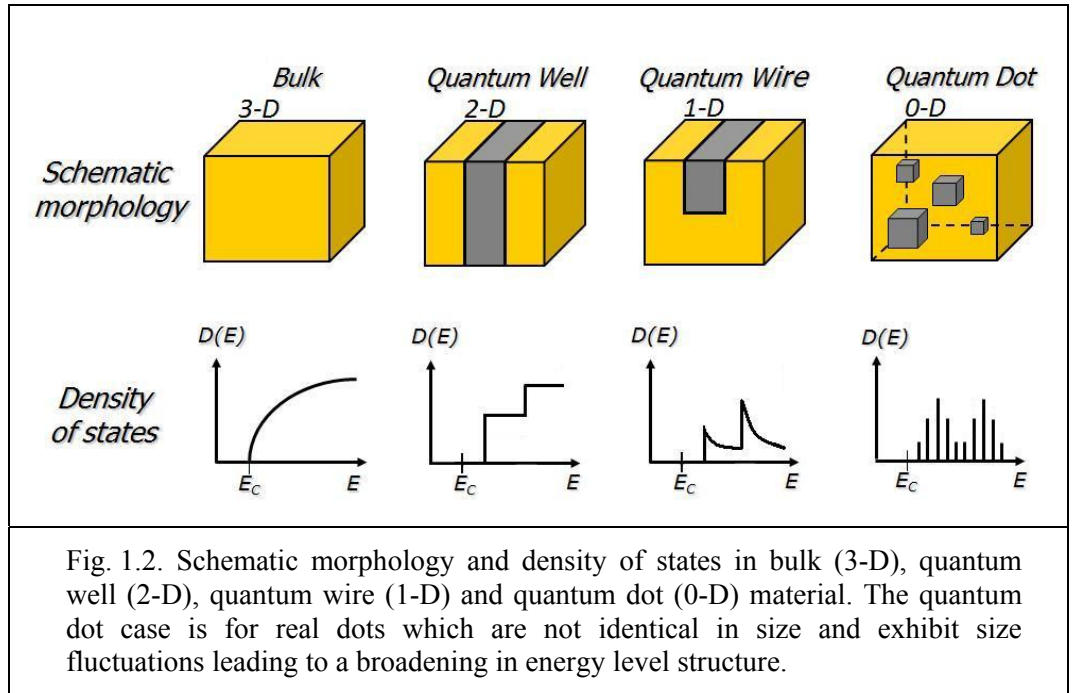 Bulk
Quantum Well
Quantum Wire
Quantum Dot
3-D
2-D
1-D
0-D
Schematic
morphology
D(E)
D(E)
D(E)
D(E)
Density
of states
E_C
E
E_C
E
E_C
E
E_C
E
Fig. 1.2. Schematic morphology and density of states in bulk (3-D), quantum
well (2-D), quantum wire (1-D) and quantum dot (0-D) material. The quantum
dot case is for real dots which are not identical in size and exhibit size
fluctuations leading to a broadening in energy level structure.